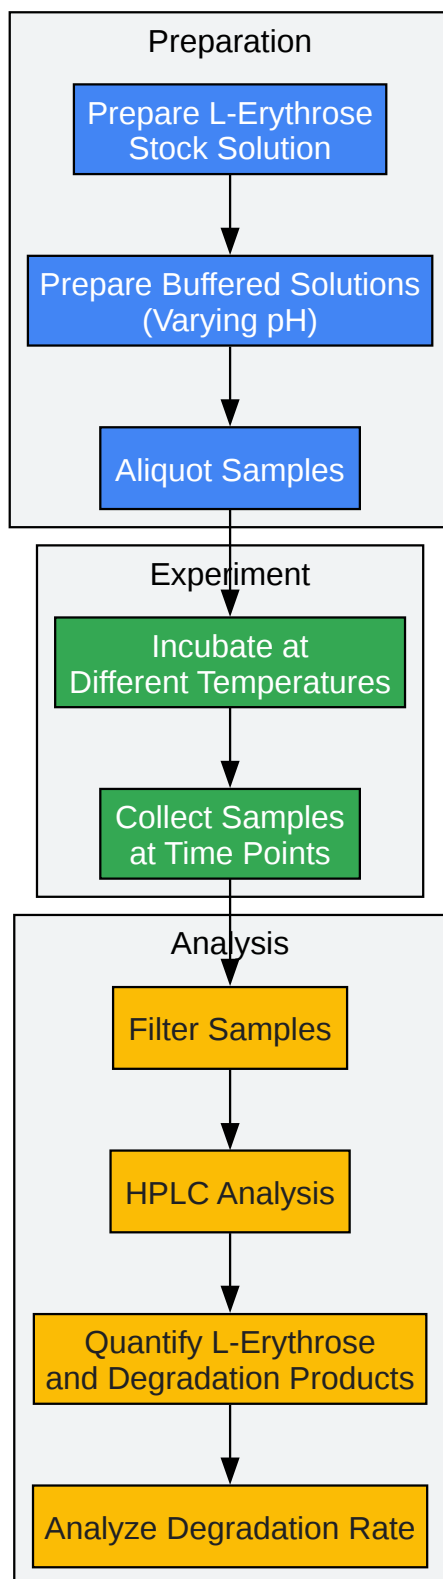 Preparation
Prepare L-Erythrose
Stock Solution
Prepare Buffered Solutions
(Varying pH)
Aliquot Samples
Experiment
Incubate at
Different Temperatures
Collect Samples
at Time Points
Analysis
Filter Samples
HPLC Analysis
Quantify L-Erythrose
and Degradation Products
Analyze Degradation Rate